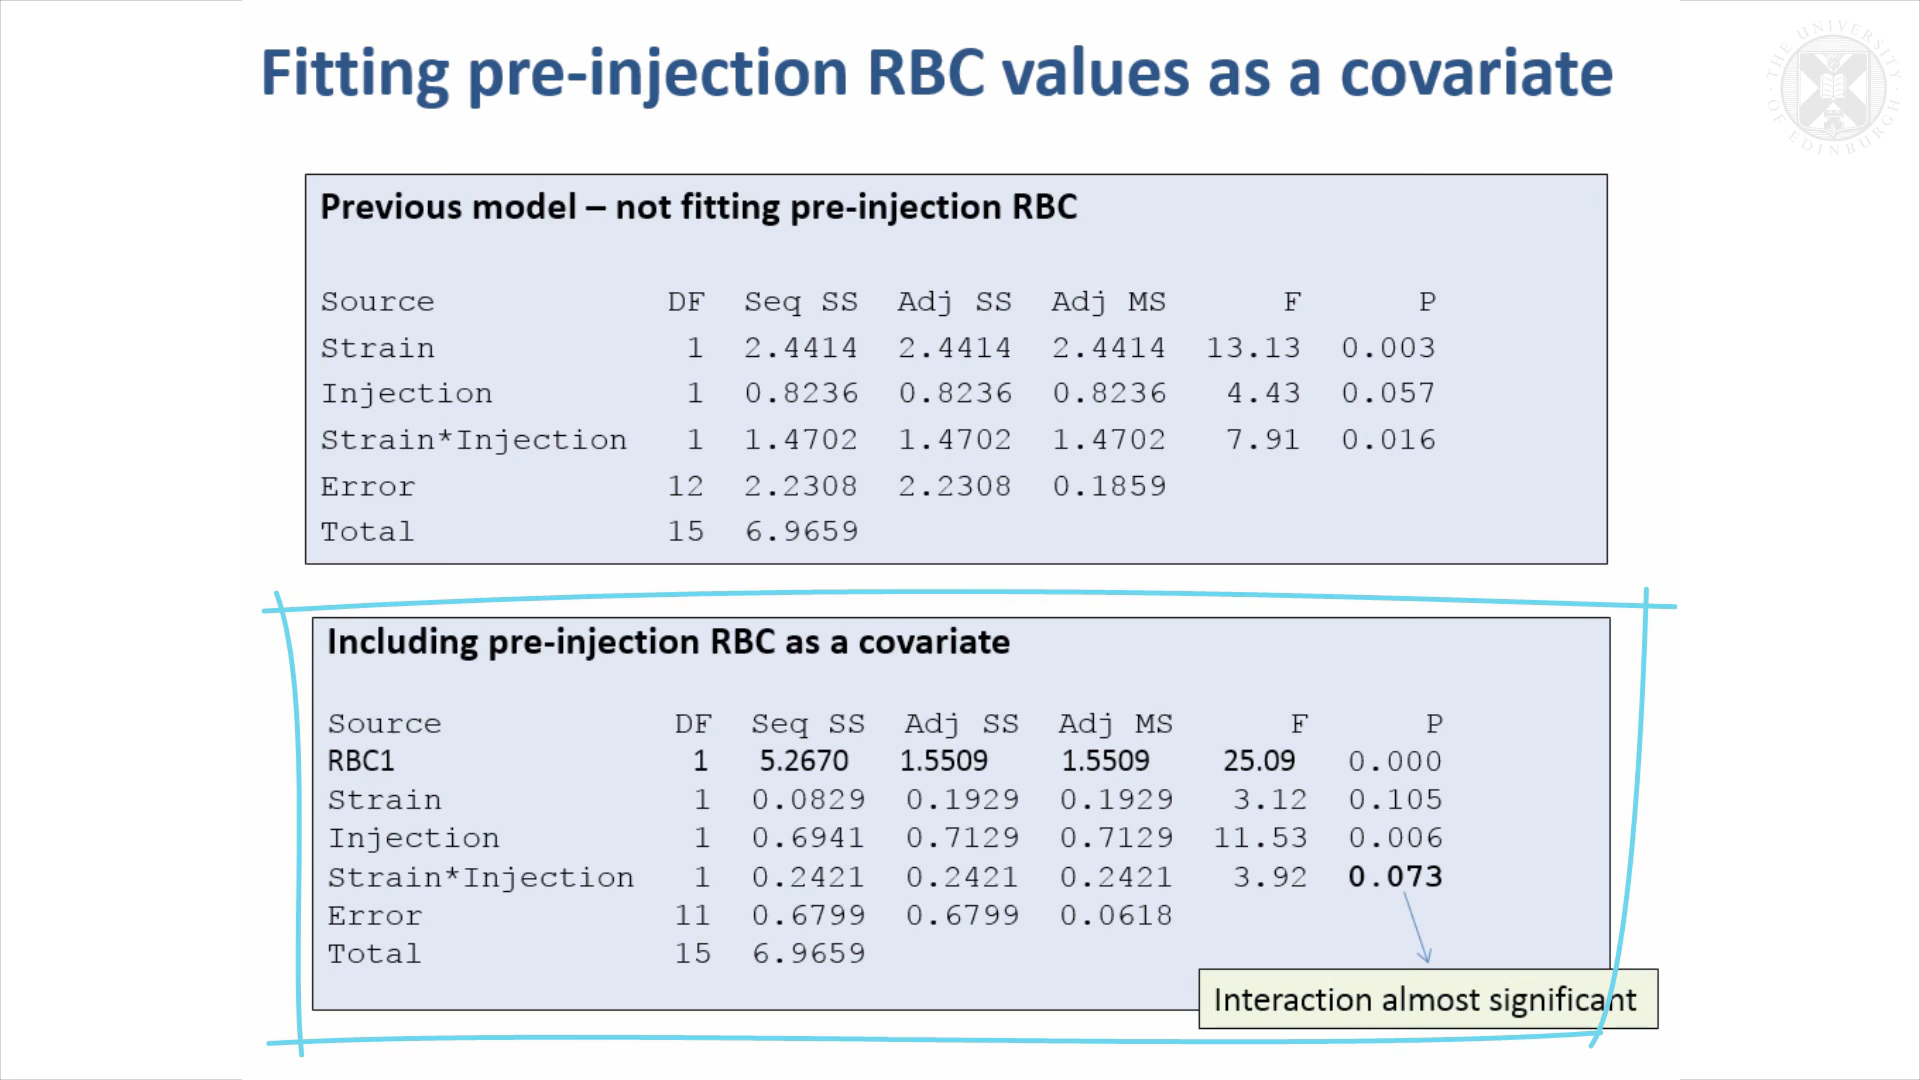 Fitting pre-injection RBC values as a covariate
THE UNIVERSITY OF EDINBURGH
Previous model – not fitting pre-injection RBC
Source DF Seq SS Adj SS Adj MS F P
Strain 1 2.4414 2.4414 2.4414 13.13 0.003
Injection 1 0.8236 0.8236 0.8236 4.43 0.057
Strain*Injection 1 1.4702 1.4702 1.4702 7.91 0.016
Error 12 2.2308 2.2308 0.1859
Total 15 6.9659
Including pre-injection RBC as a covariate
Source DF Seq SS Adj SS Adj MS F P
RBC1 1 5.2670 1.5509 1.5509 25.09 0.000
Strain 1 0.0829 0.1929 0.1929 3.12 0.105
Injection 1 0.6941 0.7129 0.7129 11.53 0.006
Strain*Injection 1 0.2421 0.2421 0.2421 3.92 0.073
Error 11 0.6799 0.6799 0.0618
Total 15 6.9659
Interaction almost significant